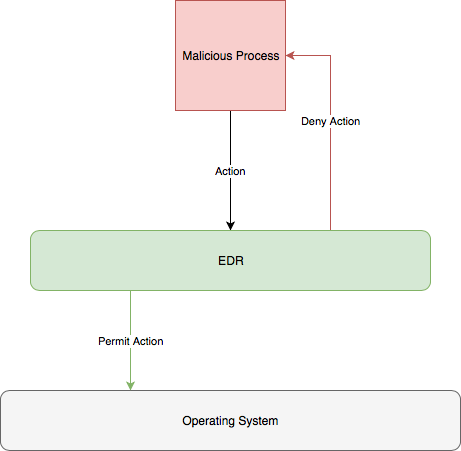 Malicious Process
Deny Action
Action
EDR
Permit Action
Operating System